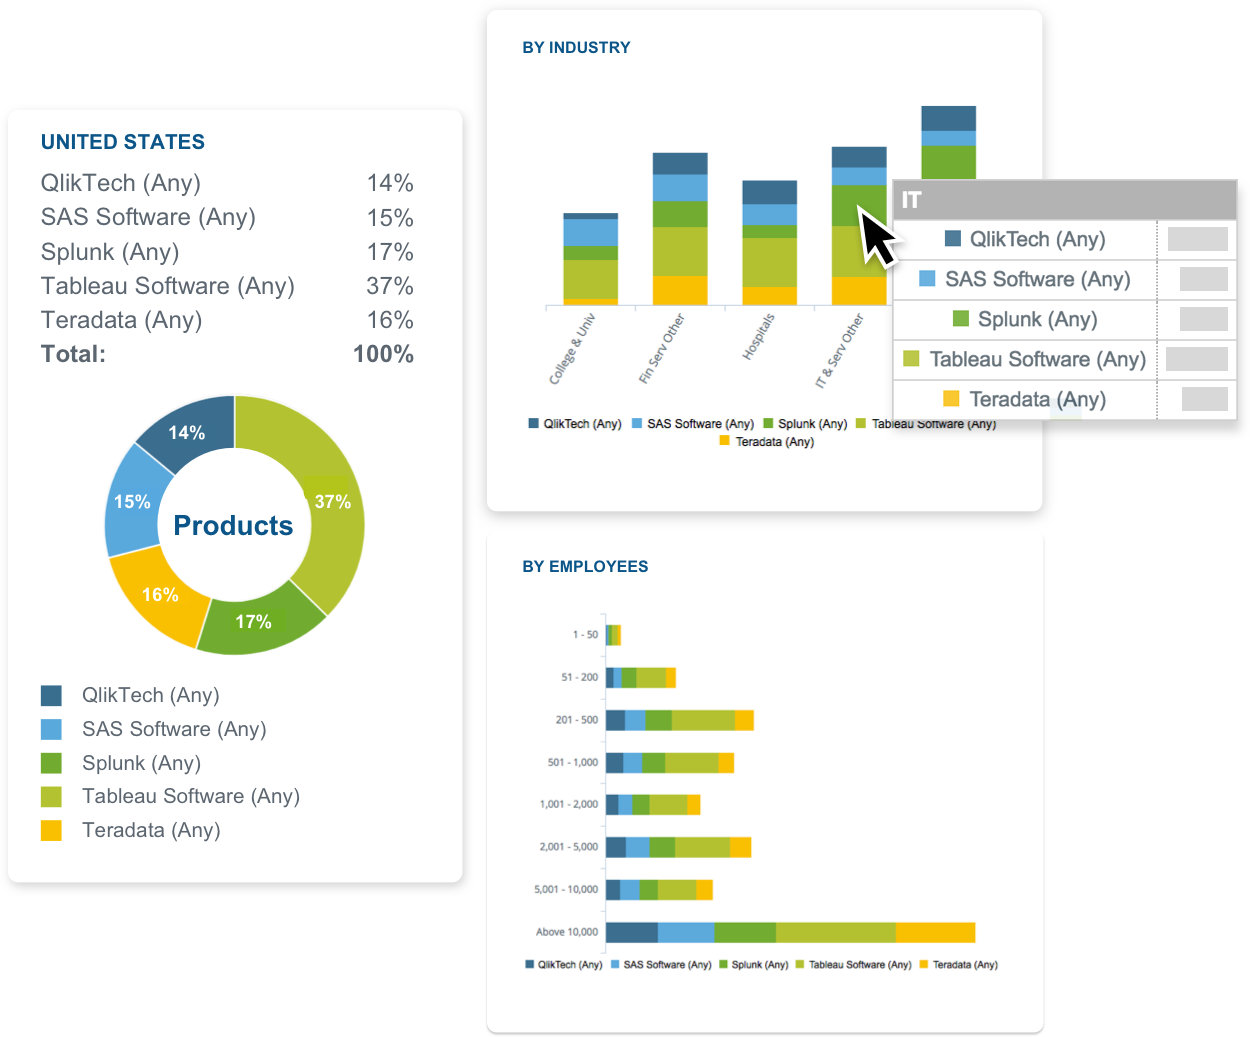 UNITED STATES
QlikTech (Any) 14%
SAS Software (Any) 15%
Splunk (Any) 17%
Tableau Software (Any) 37%
Teradata (Any) 16%
Total: 100%
14%
37%
15%
Products
16%
17%
QlikTech (Any)
SAS Software (Any)
Splunk (Any)
Tableau Software (Any)
Teradata (Any)
BY INDUSTRY
College & Univ
Fin Serv Other
Hospitals
IT & Serv Other
QlikTech (Any) SAS Software (Any) Splunk (Any) Tableau Software (Any)
Teradata (Any)
IT
QlikTech (Any)
SAS Software (Any)
Splunk (Any)
Tableau Software (Any)
Teradata (Any)
BY EMPLOYEES
1 - 50
51 - 200
201 - 500
501 - 1,000
1,001 - 2,000
2,001 - 5,000
5,001 - 10,000
Above 10,000
QlikTech (Any) SAS Software (Any) Splunk (Any) Tableau Software (Any) Teradata (Any)